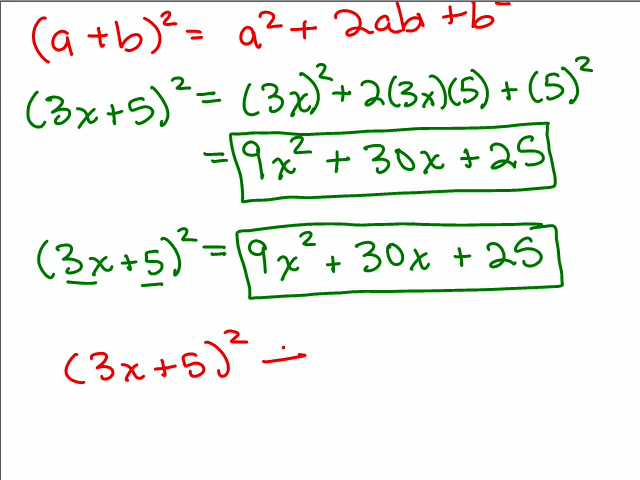 (a + b)² = a² + 2ab + b²
(3x + 5)² = (3x)² + 2(3x)(5) + (5)²
= 9x² + 30x + 25
(3x + 5)² = 9x² + 30x + 25
(3x + 5)² =